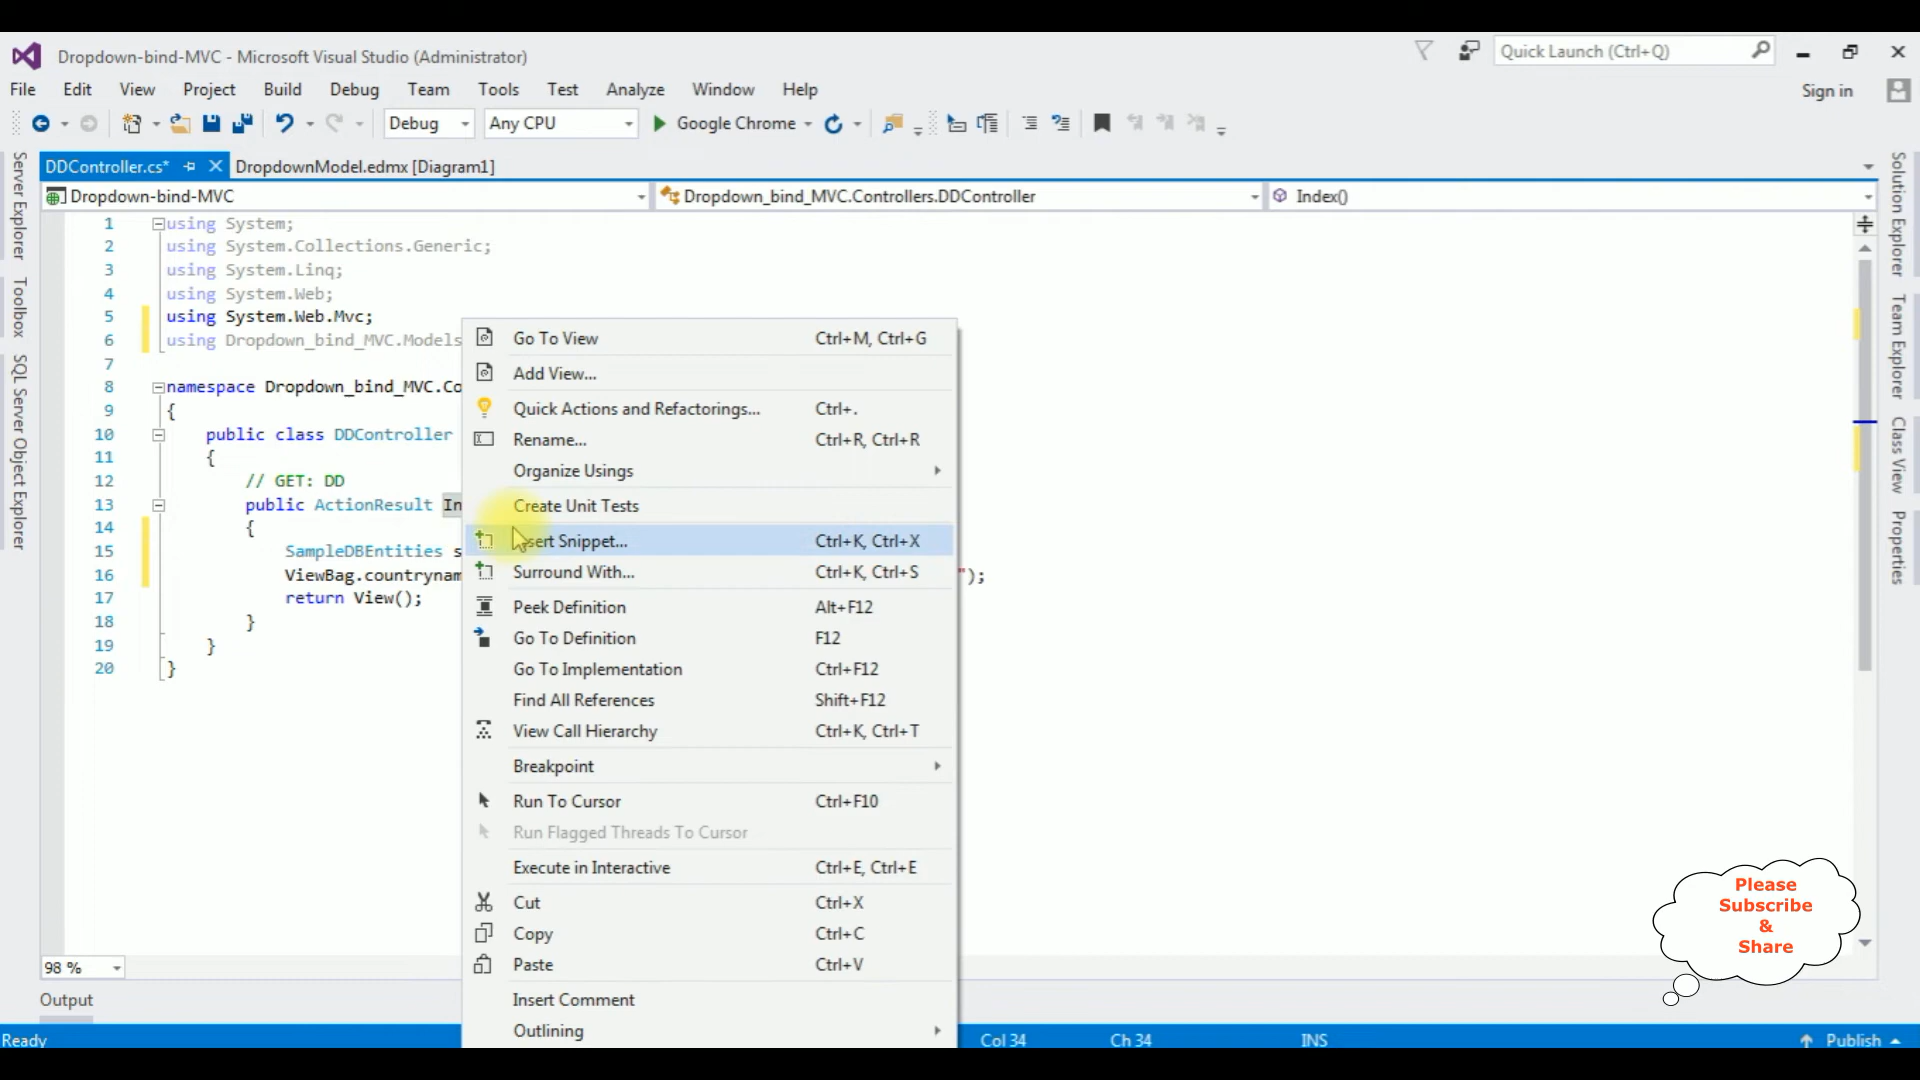 Dropdown-bind-MVC - Microsoft Visual Studio (Administrator)
Quick Launch (Ctrl+Q)
File Edit View Project Build Debug Team Tools Test Analyze Window Help
Sign in
Debug Any CPU Google Chrome
DDController.cs* DropdownModel.edmx [Diagram1]
Dropdown-bind-MVC Dropdown_bind_MVC.Controllers.DDController Index()
Server Explorer
Toolbox
SQL Server Object Explorer
1 using System;
2 using System.Collections.Generic;
3 using System.Linq;
4 using System.Web;
5 using System.Web.Mvc;
6 using Dropdown_bind_MVC.Models
7
8 namespace Dropdown_bind_MVC.Co
9 {
10 public class DDController
11 {
12 // GET: DD
13 public ActionResult In
14 {
15 SampleDBEntities s
16 ViewBag.countrynam ");
17 return View();
18 }
19 }
20 }
Go To View Ctrl+M, Ctrl+G
Add View...
Quick Actions and Refactorings... Ctrl+.
Rename... Ctrl+R, Ctrl+R
Organize Usings
Create Unit Tests
sert Snippet... Ctrl+K, Ctrl+X
Surround With... Ctrl+K, Ctrl+S
Peek Definition Alt+F12
Go To Definition F12
Go To Implementation Ctrl+F12
Find All References Shift+F12
View Call Hierarchy Ctrl+K, Ctrl+T
Breakpoint
Run To Cursor Ctrl+F10
Run Flagged Threads To Cursor
Execute in Interactive Ctrl+E, Ctrl+E
Cut Ctrl+X
Copy Ctrl+C
Paste Ctrl+V
Insert Comment
Outlining
Solution Explorer
Team Explorer
Class View
Properties
Please
Subscribe
&
Share
98 %
Output
Ready Col 34 Ch 34 INS Publish